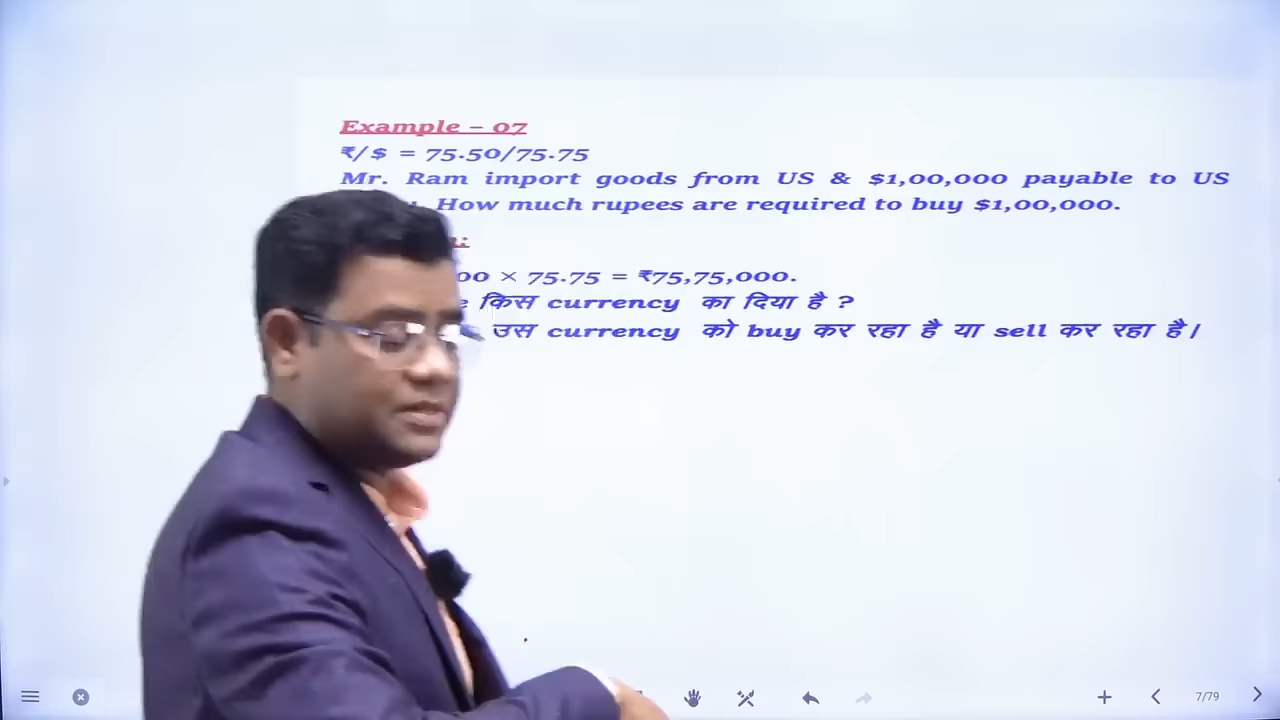 Example – 07
₹/$ = 75.50/75.75
Mr. Ram import goods from US & $1,00,000 payable to US
. How much rupees are required to buy $1,00,000.
:
00 × 75.75 = ₹75,75,000.
किस currency का दिया है ?
उस currency को buy कर रहा है या sell कर रहा है।
7/79